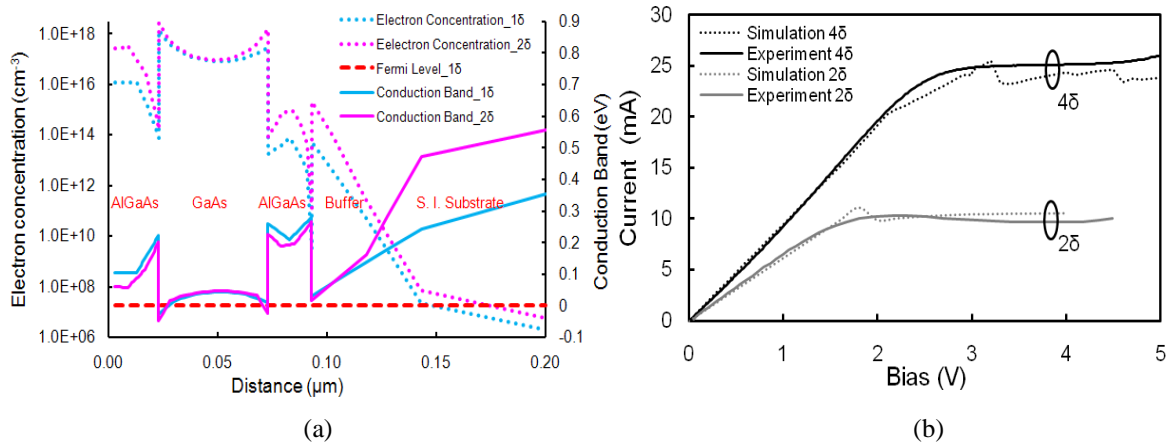 Electron concentration (cm-3)
1.0E+18
1.0E+16
1.0E+14
1.0E+12
1.0E+10
1.0E+08
1.0E+06
Electron Concentration_1δ
Eelectron Concentration_2δ
Fermi Level_1δ
Conduction Band_1δ
Conduction Band_2δ
AlGaAs GaAs AlGaAs Buffer S. I. Substrate
0.9
0.8
0.7
0.6
0.5
0.4
0.3
0.2
0.1
0
-0.1
Conduction Band(eV)
0.00 0.05 0.10 0.15 0.20
Distance (µm)
(a)
Current (mA)
30
25
20
15
10
5
0
Simulation 4δ
Experiment 4δ
Simulation 2δ
Experiment 2δ
4δ
2δ
0 1 2 3 4 5
Bias (V)
(b)